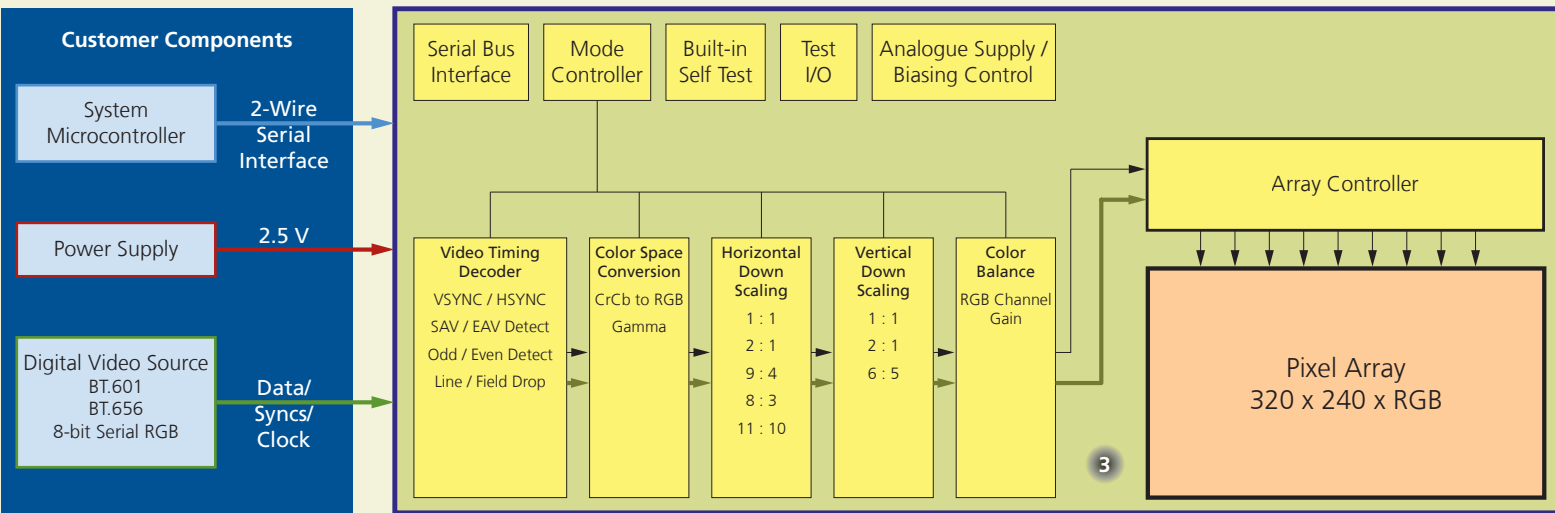 Customer Components
System
Microcontroller
2-Wire
Serial
Interface
Power Supply
2.5 V
Digital Video Source
BT.601
BT.656
8-bit Serial RGB
Data/
Syncs/
Clock
Serial Bus
Interface
Mode
Controller
Built-in
Self Test
Test
I/O
Analogue Supply /
Biasing Control
Video Timing
Decoder
VSYNC / HSYNC
SAV / EAV Detect
Odd / Even Detect
Line / Field Drop
Color Space
Conversion
CrCb to RGB
Gamma
Horizontal
Down
Scaling
1 : 1
2 : 1
9 : 4
8 : 3
11 : 10
Vertical
Down
Scaling
1 : 1
2 : 1
6 : 5
Color
Balance
RGB Channel
Gain
Array Controller
Pixel Array
320 x 240 x RGB
3